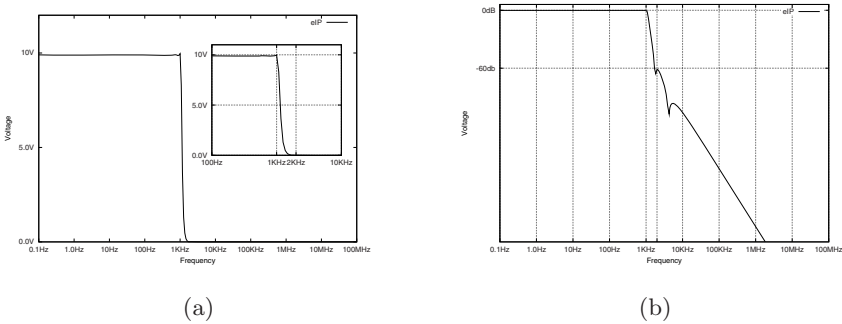 eIP
10V
5.0V
0.0V
Voltage
0.1Hz 1.0Hz 10Hz 100Hz 1KHz 10KHz 100KHz 1MHz 10MHz 100MHz
Frequency
10V
5.0V
0.0V
100Hz 1KHz 2KHz 10KHz
(a)
eIP
0dB
-60db
Voltage
0.1Hz 1.0Hz 10Hz 100Hz 1KHz 10KHz 100KHz 1MHz 10MHz 100MHz
Frequency
(b)